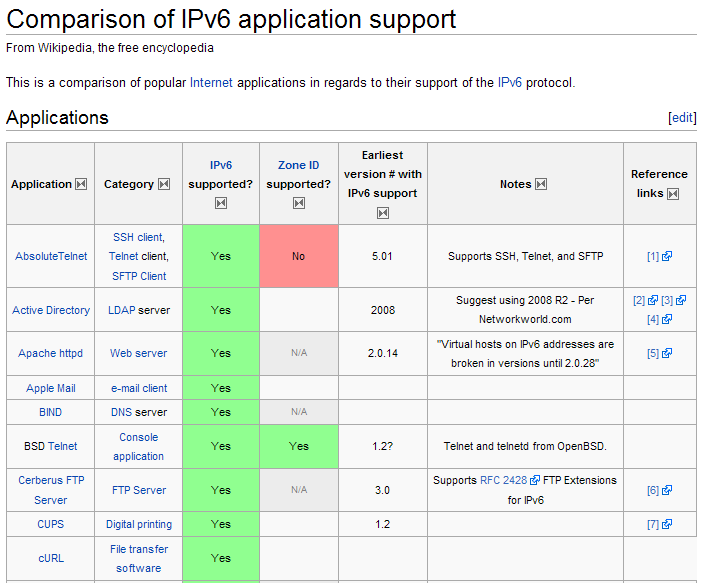 Comparison of IPv6 application support
From Wikipedia, the free encyclopedia
This is a comparison of popular Internet applications in regards to their support of the IPv6 protocol.
Applications [edit]
Application
Category
IPv6
supported?
Zone ID
supported?
Earliest
version # with
IPv6 support
Notes
Reference
links
AbsoluteTelnet
SSH client,
Telnet client,
SFTP Client
Yes
No
5.01
Supports SSH, Telnet, and SFTP
[1]
Active Directory
LDAP server
Yes
2008
Suggest using 2008 R2 - Per
Networkworld.com
[2] [3]
[4]
Apache httpd
Web server
Yes
N/A
2.0.14
"Virtual hosts on IPv6 addresses are
broken in versions until 2.0.28"
[5]
Apple Mail
e-mail client
Yes
BIND
DNS server
Yes
N/A
BSD Telnet
Console
application
Yes
Yes
1.2?
Telnet and telnetd from OpenBSD.
Cerberus FTP
Server
FTP Server
Yes
N/A
3.0
Supports RFC 2428 FTP Extensions
for IPv6
[6]
CUPS
Digital printing
Yes
1.2
[7]
cURL
File transfer
software
Yes